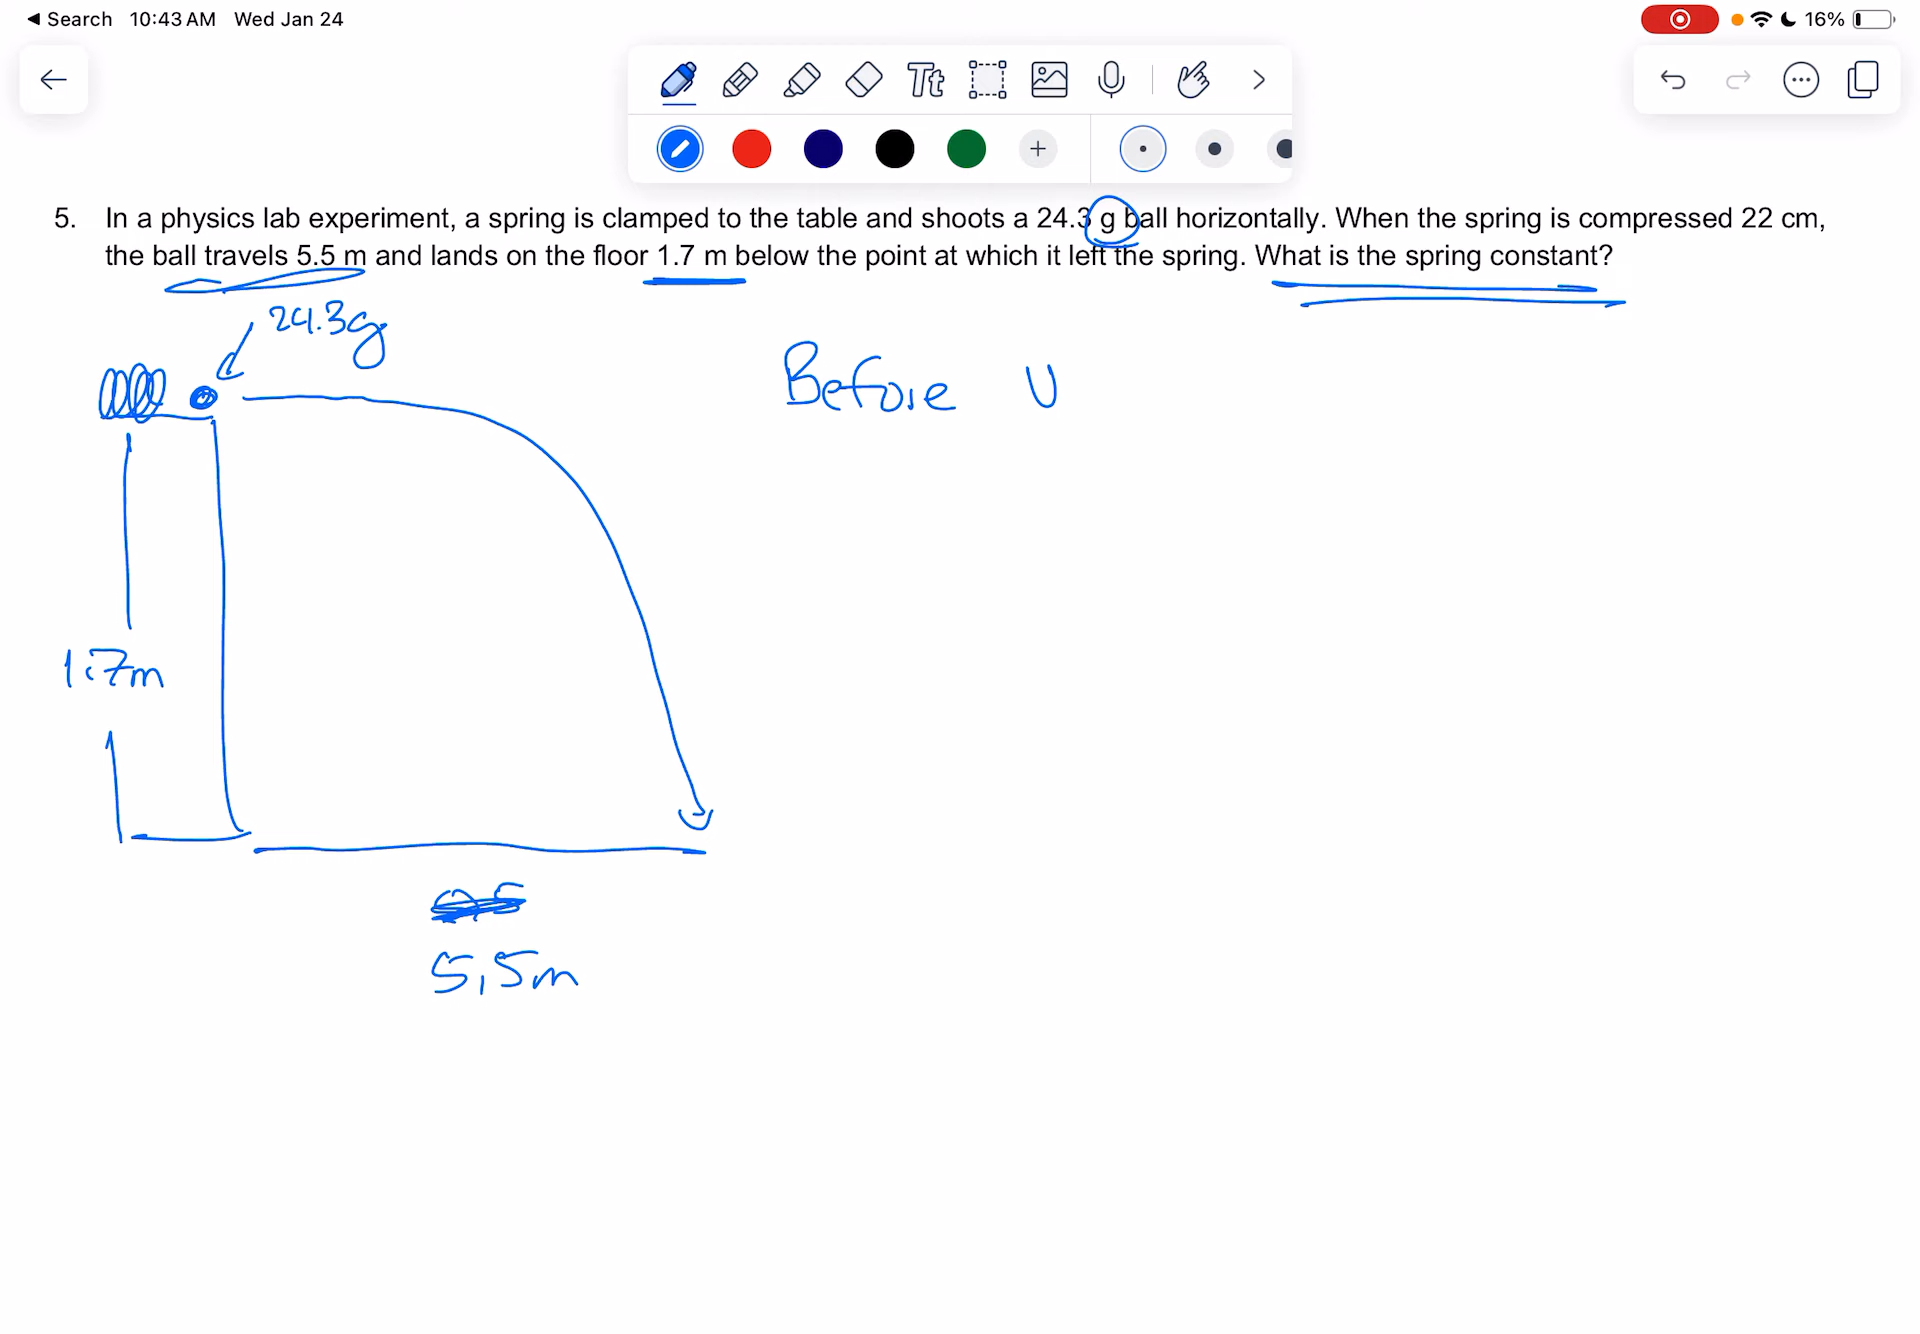 Search 10:43 AM Wed Jan 24
16%
Tt
5. In a physics lab experiment, a spring is clamped to the table and shoots a 24.3 g ball horizontally. When the spring is compressed 22 cm,
the ball travels 5.5 m and lands on the floor 1.7 m below the point at which it left the spring. What is the spring constant?
24.3g
Before U
1.7m
5.5m